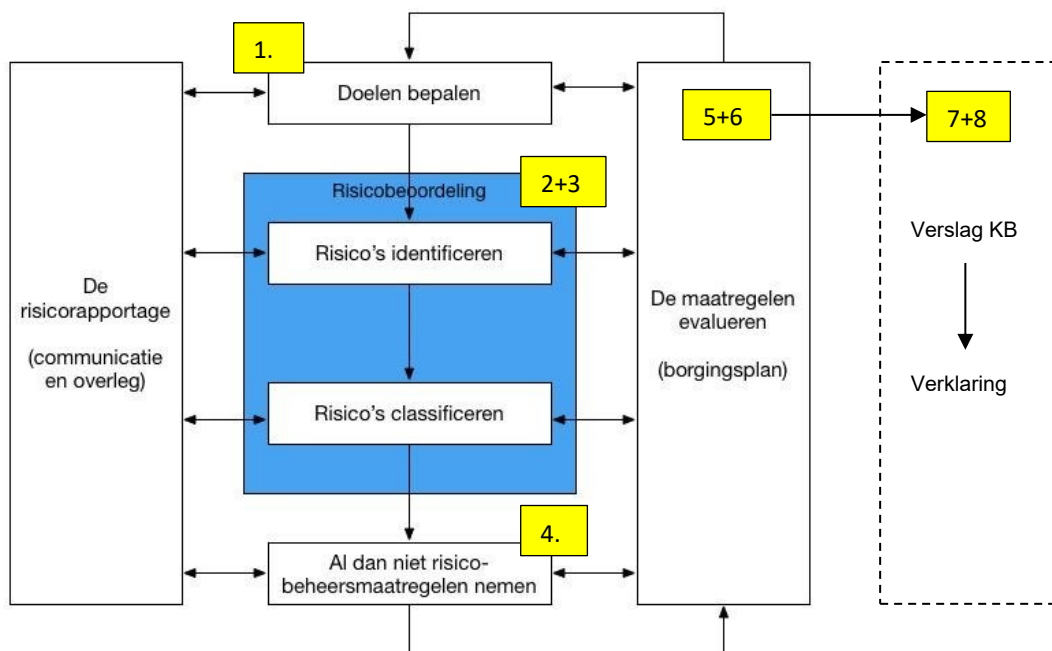 1.
Doelen bepalen
5+6
7+8
2+3
Risicobeoordeling
Risico's identificeren
Verslag KB
De
risicorapportage
(communicatie
en overleg)
De maatregelen
evalueren
(borgingsplan)
Verklaring
Risico's classificeren
4.
Al dan niet risico-
beheersmaatregelen nemen